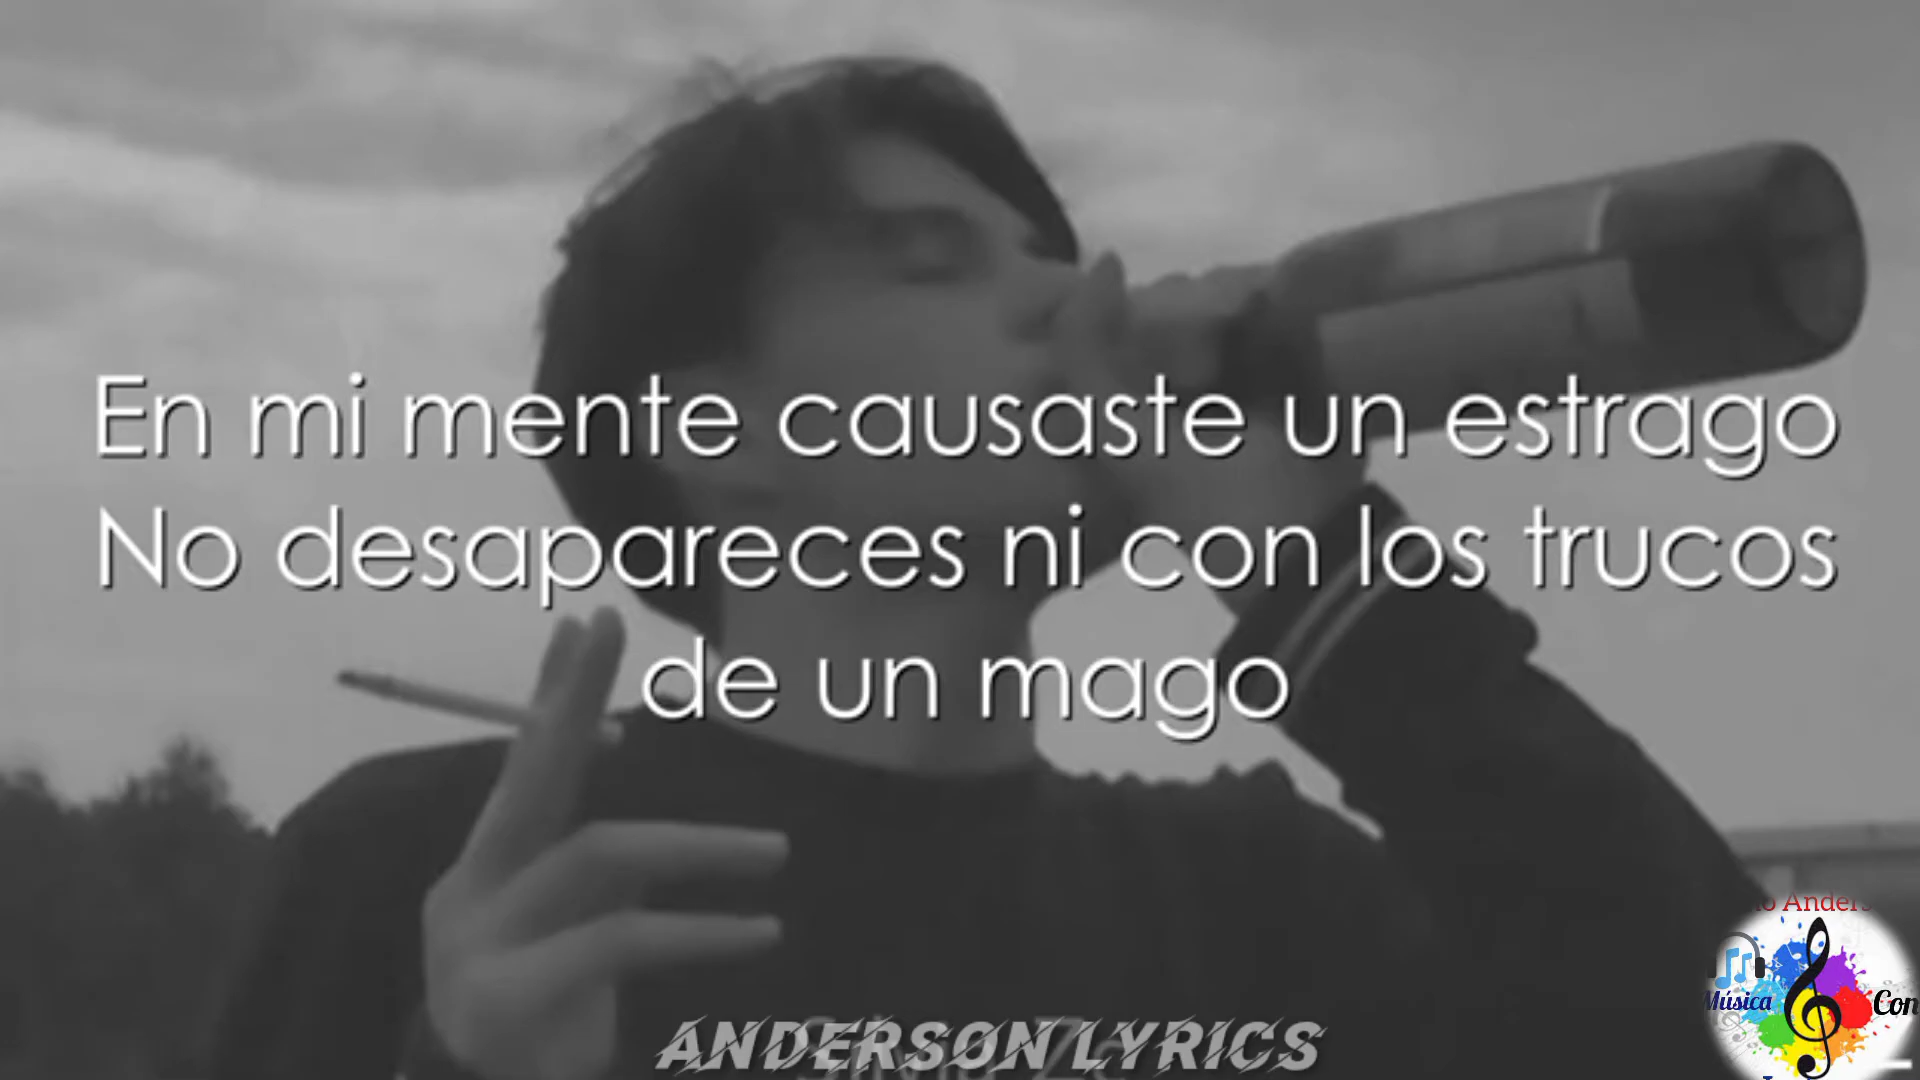 En mi mente causaste un estrago
No desapareces ni con los trucos
de un mago
ANDERSON LYRICS
Música
Con